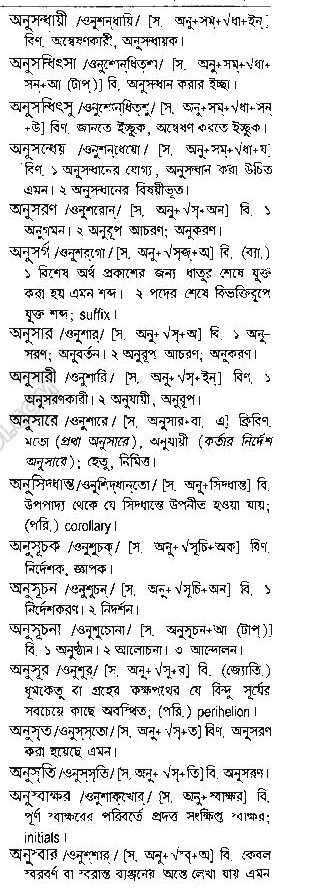 অনুসন্ধায়ী /ওনুশন্‌ধায়ি/ [স. অনু+সম্+√ধা+ইন্]
বিণ. অন্বেষণকারী, অনুসন্ধায়ক।
অনুসন্ধিৎসা /ওনুশোন্‌ধিত্‌শা/ [স. অনু+সম্+√ধা+
সন্+আ (টাপ্)] বি. অনুসন্ধান করার ইচ্ছা।
অনুসন্ধিৎসু /ওনুশোন্‌ধিত্‌শু/ [স. অনু+সম্+√ধা+সন
+উ] বিণ. জানতে ইচ্ছুক, অন্বেষণ করতে ইচ্ছুক।
অনুসন্ধেয় /ওনুশন্‌ধেয়ো/ [স. অনু+সম্+√ধা+য]
বিণ. ১ অনুসন্ধানের যোগ্য, অনুসন্ধান করা উচিত
এমন। ২ অনুসন্ধানের বিষয়ীভূত।
অনুসরণ /ওনুশরোন্/ [স. অনু+√সৃ+অন] বি. ১
অনুগমন। ২ অনুরূপ আচরণ; অনুকরণ।
অনুসর্গ /ওনুশর্‌গো/ [স. অনু+√সৃজ্+অ] বি. (ব্যা.)
১ বিশেষ অর্থ প্রকাশের জন্য ধাতুর শেষে যুক্ত
করা হয় এমন শব্দ। ২ পদের শেষে বিভক্তিরূপে
যুক্ত শব্দ; suffix।
অনুসার /ওনুশার্/ [স. অনু+√সৃ+অ] বি. ১ অনু-
সরণ; অনুবর্তন। ২ অনুরূপ আচরণ; অনুকরণ।
অনুসারী /ওনুশারি/ [স. অনু+√সৃ+ইন্] বিণ. ১
অনুসরণকারী। ২ অনুযায়ী, অনুরূপ।
অনুসারে /ওনুশারে/ [স. অনুসার+বা. এ] ক্রিবিণ.
মতো (প্রথা অনুসারে), অনুযায়ী (কর্তার নির্দেশ
অনুসারে); হেতু, নিমিত্ত।
অনুসিদ্ধান্ত /ওনুশিদ্‌ধান্‌তো/ [স. অনু+সিদ্ধান্ত] বি.
উপপাদ্য থেকে যে সিদ্ধান্তে উপনীত হওয়া যায়;
(পরি.) corollary।
অনুসূচক /ওনুশুচক্/ [স. অনু+√সূচি+অক] বিণ.
নির্দেশক, জ্ঞাপক।
অনুসূচন /ওনুশুচন্/ [স. অনু+√সূচি+অন] বি. ১
নির্দেশকরণ। ২ নিদর্শন।
অনুসূচনা /ওনুশুচোনা/ [স. অনুসূচন+আ (টাপ্)]
বি. ১ অনুষ্ঠান। ২ আলোচনা। ৩ আন্দোলন।
অনুসূর /ওনুশুর্/ [স. অনু+√সূ+র] বি. (জ্যোতি.)
ধূমকেতু বা গ্রহের কক্ষপথের যে বিন্দু সূর্যের
সবচেয়ে কাছে অবস্থিত; (পরি.) perihelion।
অনুসৃত /ওনুস্‌সৃতো/ [স. অনু+√সৃ+ত] বিণ. অনুসরণ
করা হয়েছে এমন।
অনুসৃতি /ওনুস্‌সৃতি/ [স. অনু+√সৃ+তি] বি. অনুসরণ।
অনুস্বাক্ষর /ওনুশাক্‌খোর্/ [স. অনু+স্বাক্ষর] বি.
পূর্ণ স্বাক্ষরের পরিবর্তে প্রদত্ত সংক্ষিপ্ত স্বাক্ষর;
initials।
অনুস্বার /ওনুশ্‌শার্/ [স. অনু+√স্বৃ+অ] বি. কেবল
স্বরবর্ণ বা স্বরান্ত ব্যঞ্জনের অন্তে লেখা যায় এমন